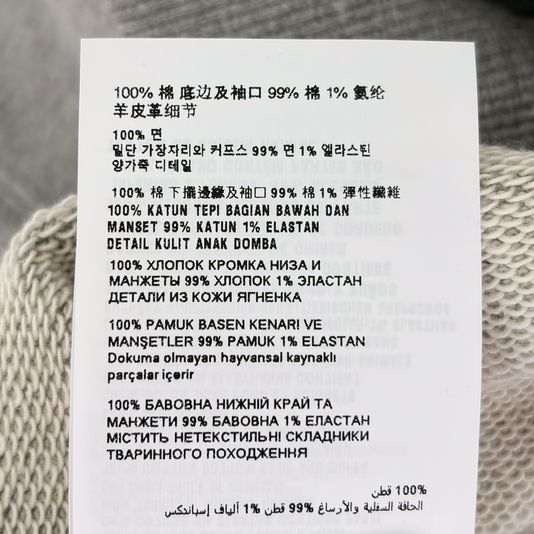 100% 棉 底边及袖口 99% 棉 1% 氨纶
羊皮革细节
100% 면
밑단 가장자리와 커프스 99% 면 1% 엘라스틴
양가죽 디테일
100% 棉 下擺邊緣及袖口 99% 棉 1% 彈性纖維
100% KATUN TEPI BAGIAN BAWAH DAN
MANSET 99% KATUN 1% ELASTAN
DETAIL KULIT ANAK DOMBA
100% ХЛОПОК КРОМКА НИЗА И
МАНЖЕТЫ 99% ХЛОПОК 1% ЭЛАСТАН
ДЕТАЛИ ИЗ КОЖИ ЯГНЕНКА
100% PAMUK BASEN KENARI VE
MANŞETLER 99% PAMUK 1% ELASTAN
Dokuma olmayan hayvansal kaynaklı
parçalar içerir
100% БАВОВНА НИЖНІЙ КРАЙ ТА
МАНЖЕТИ 99% БАВОВНА 1% ЕЛАСТАН
МІСТИТЬ НЕТЕКСТИЛЬНІ СКЛАДНИКИ
ТВАРИННОГО ПОХОДЖЕННЯ
100% قطن
الحافة السفلية والأرساغ 99% قطن 1% ألياف إسباندكس